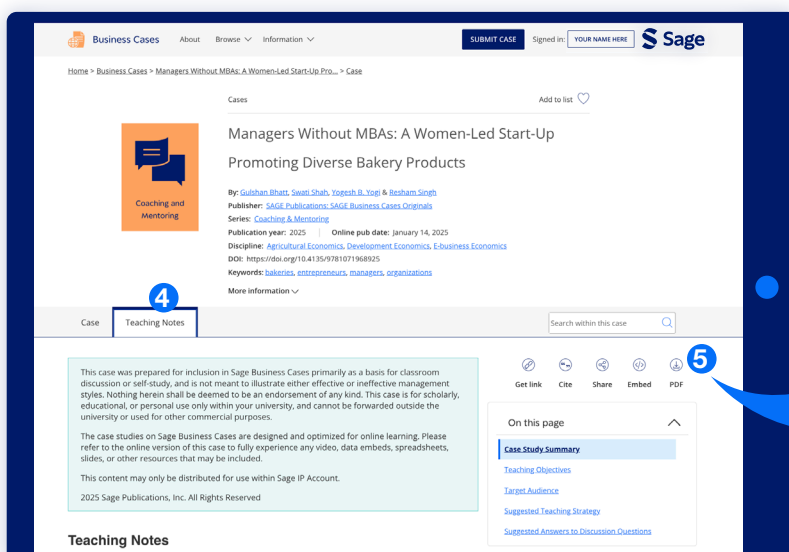 Business Cases About Browse Information SUBMIT CASE Signed in: YOUR NAME HERE Sage
Home > Business Cases > Managers Without MBAs: A Women-Led Start-Up Pro... > Case
Cases Add to list
Managers Without MBAs: A Women-Led Start-Up
Promoting Diverse Bakery Products
Coaching and
Mentoring
By: Gulshan Bhatt, Swati Shah, Yogesh B. Yogi & Resham Singh
Publisher: SAGE Publications: SAGE Business Cases Originals
Series: Coaching & Mentoring
Publication year: 2025 | Online pub date: January 14, 2025
Discipline: Agricultural Economics, Development Economics, E-business Economics
DOI: https://doi.org/10.4135/9781071968925
Keywords: bakeries, entrepreneurs, managers, organizations
More information
4
Case Teaching Notes Search within this case
This case was prepared for inclusion in Sage Business Cases primarily as a basis for classroom
discussion or self-study, and is not meant to illustrate either effective or ineffective management
styles. Nothing herein shall be deemed to be an endorsement of any kind. This case is for scholarly,
educational, or personal use only within your university, and cannot be forwarded outside the
university or used for other commercial purposes.
The case studies on Sage Business Cases are designed and optimized for online learning. Please
refer to the online version of this case to fully experience any video, data embeds, spreadsheets,
slides, or other resources that may be included.
This content may only be distributed for use within Sage IP Account.
2025 Sage Publications, Inc. All Rights Reserved
5
Get link Cite Share Embed PDF
On this page
Case Study Summary
Teaching Objectives
Target Audience
Suggested Teaching Strategy
Suggested Answers to Discussion Questions
Teaching Notes